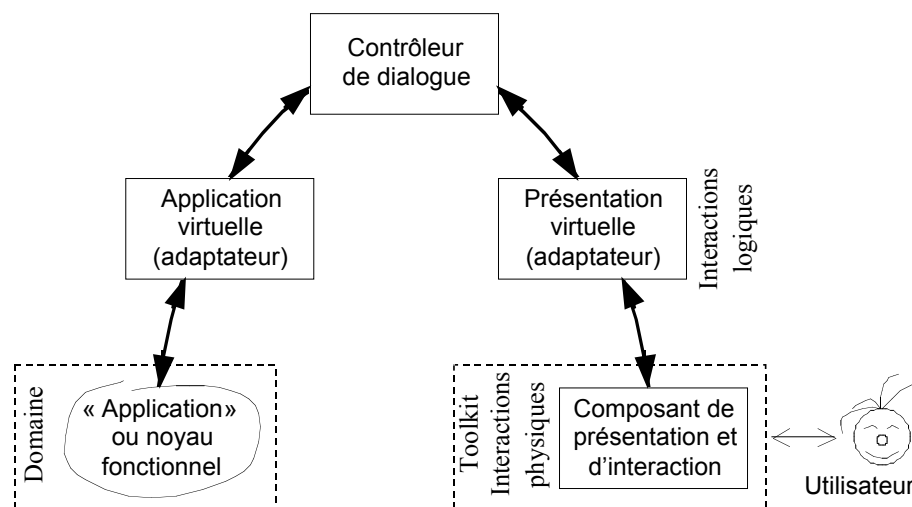 Contrôleur
de dialogue
Application
virtuelle
(adaptateur)
Présentation
virtuelle
(adaptateur)
Interactions
logiques
Domaine
« Application»
ou noyau
fonctionnel
Toolkit
Interactions
physiques
Composant de
présentation et
d'interaction
Utilisateur